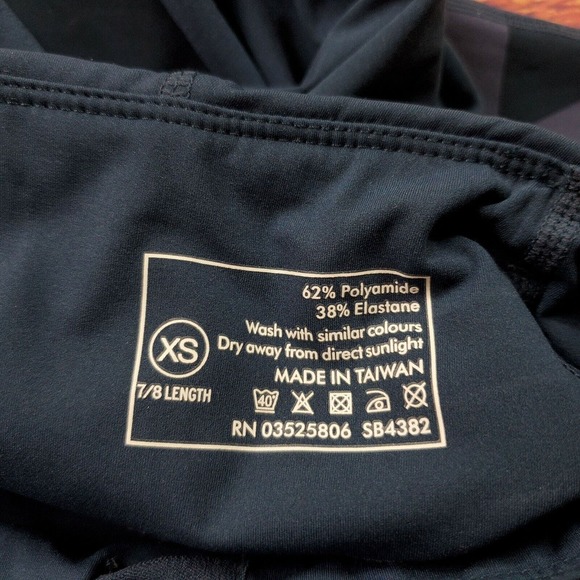 62% Polyamide
38% Elastane
Wash with similar colours
Dry away from direct sunlight
MADE IN TAIWAN
XS
7/8 LENGTH
40°
RN 03525806 SB4382